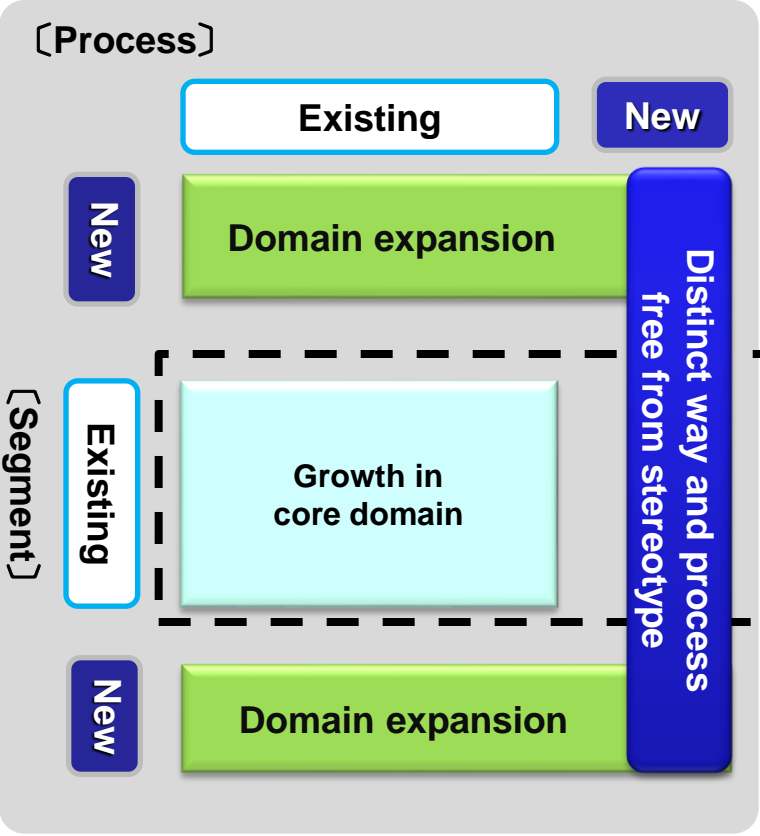 〔Process〕
Existing
New
New
Domain expansion
Distinct way and process
free from stereotype
〔Segment〕
Existing
Growth in
core domain
New
Domain expansion